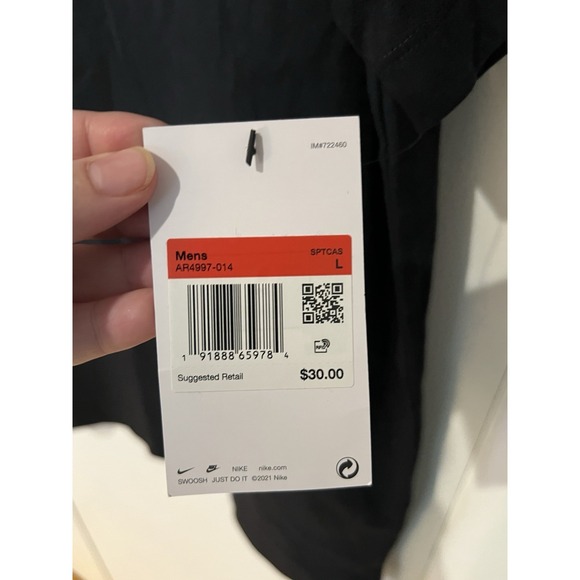 IM#722460
Mens SPTCAS
AR4997-014 L
1 91888 65978 4
RFID
Suggested Retail $30.00
NIKE nike.com
SWOOSH JUST DO IT ©2021 Nike